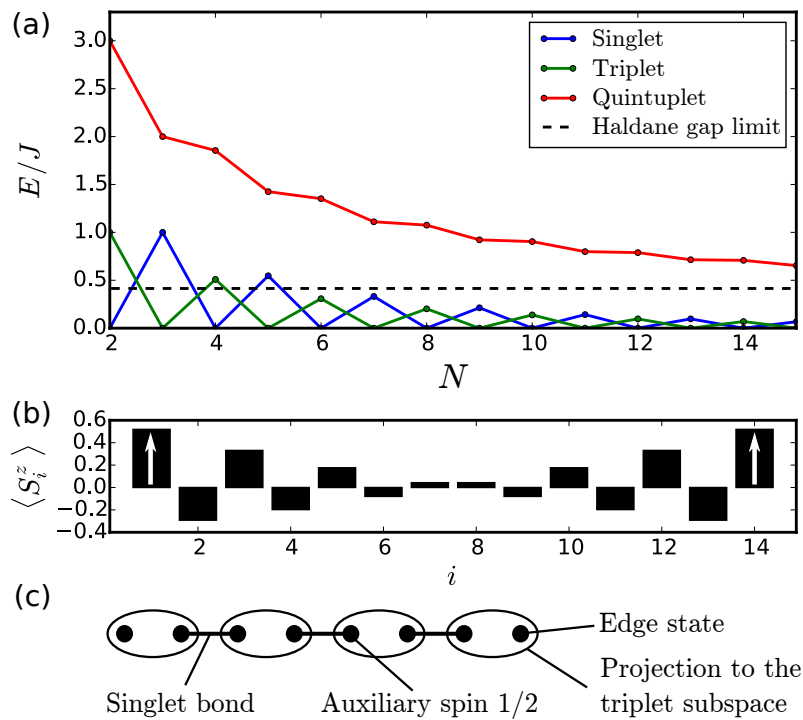 (a)
3.0
2.5
2.0
1.5
1.0
0.5
0.0
E/J
Singlet
Triplet
Quintuplet
Haldane gap limit
2 4 6 8 10 12 14
N
(b)
0.6
0.4
0.2
0.0
−0.2
−0.4
⟨S_i^z⟩
2 4 6 8 10 12 14
i
(c)
Edge state
Singlet bond
Auxiliary spin 1/2
Projection to the
triplet subspace